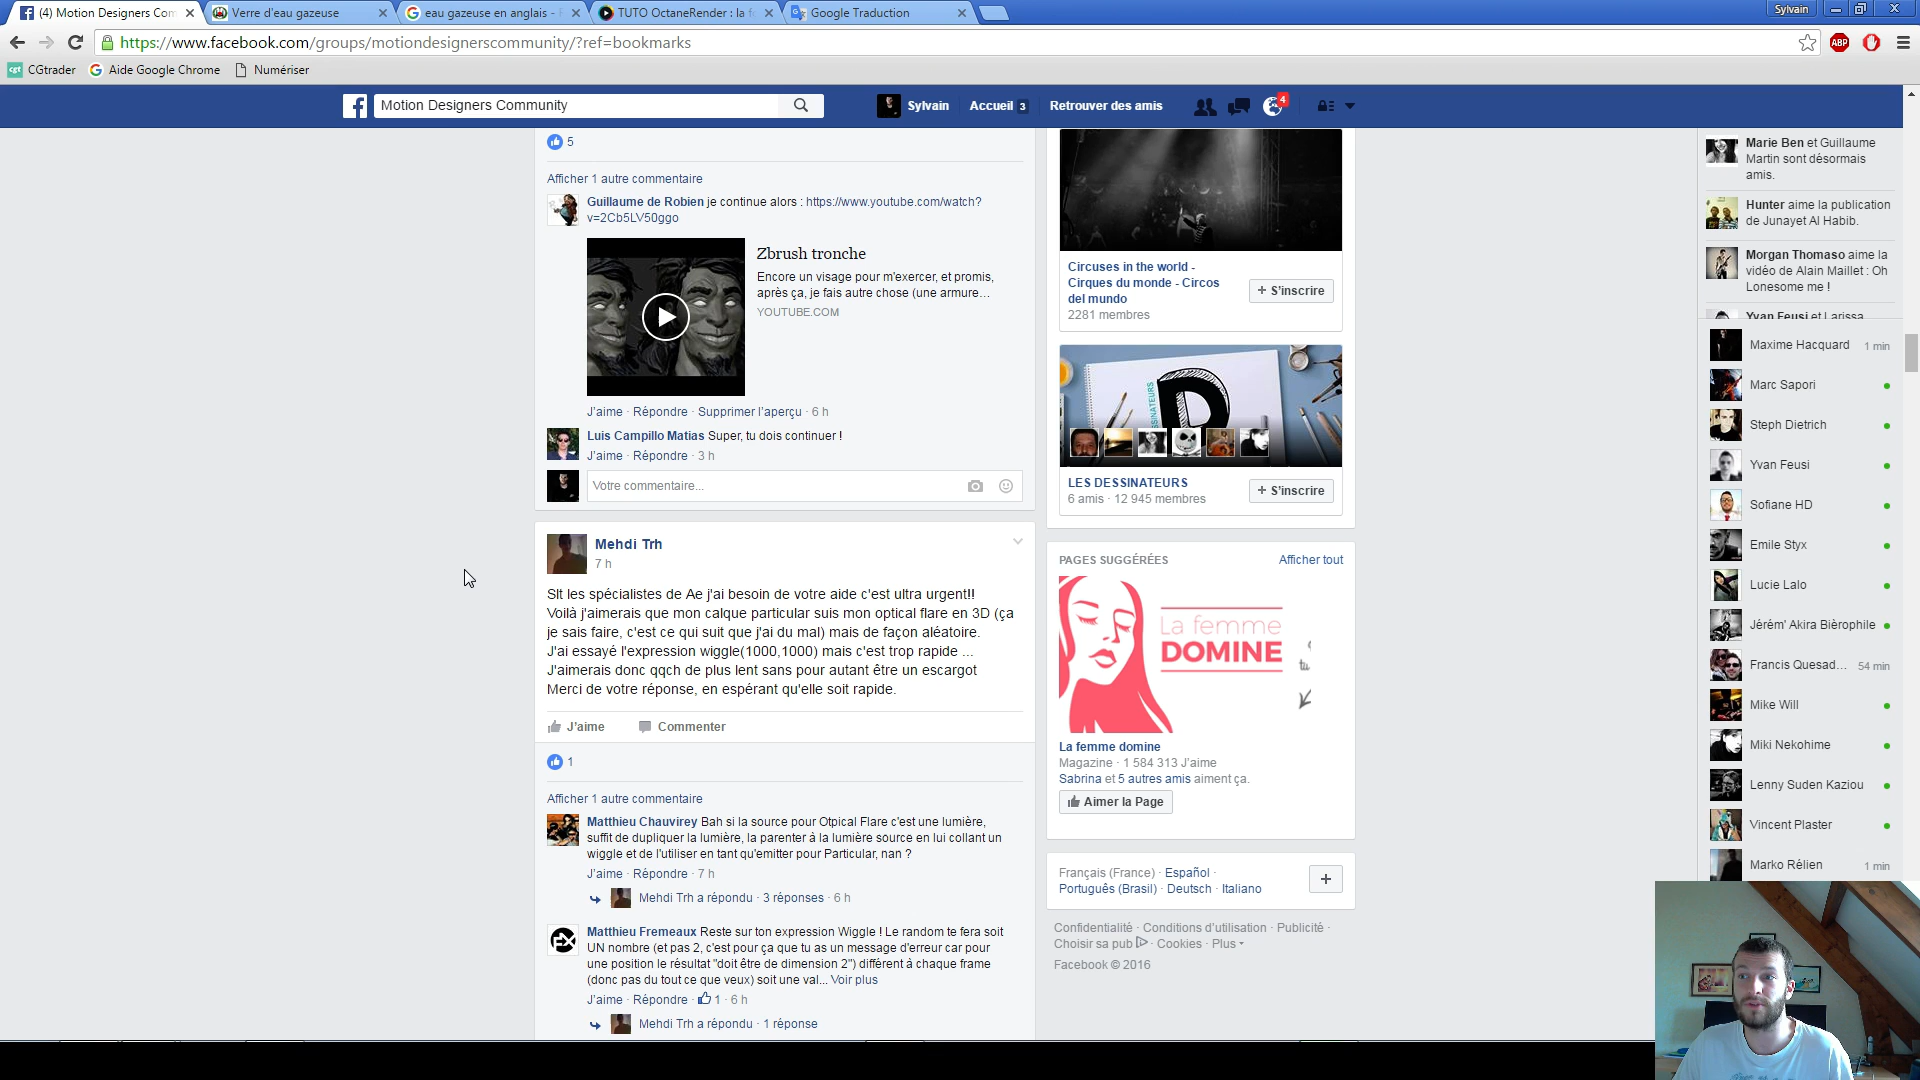 (4) Motion Designers Com
Verre d'eau gazeuse
eau gazeuse en anglais -
TUTO OctaneRender : la f
Google Traduction
Sylvain
https://www.facebook.com/groups/motiondesignerscommunity/?ref=bookmarks
ABP
CGtrader
Aide Google Chrome
Numériser
Motion Designers Community
Sylvain
Accueil 3
Retrouver des amis
4
5
Afficher 1 autre commentaire
Guillaume de Robien je continue alors : https://www.youtube.com/watch?
v=2Cb5LV50ggo
Zbrush tronche
Encore un visage pour m'exercer, et promis,
après ça, je fais autre chose (une armure...
YOUTUBE.COM
J'aime · Répondre · Supprimer l'aperçu · 6 h
Luis Campillo Matias Super, tu dois continuer !
J'aime · Répondre · 3 h
Votre commentaire...
Mehdi Trh
7 h
Slt les spécialistes de Ae j'ai besoin de votre aide c'est ultra urgent!!
Voilà j'aimerais que mon calque particular suis mon optical flare en 3D (ça
je sais faire, c'est ce qui suit que j'ai du mal) mais de façon aléatoire.
J'ai essayé l'expression wiggle(1000,1000) mais c'est trop rapide ...
J'aimerais donc qqch de plus lent sans pour autant être un escargot
Merci de votre réponse, en espérant qu'elle soit rapide.
J'aime
Commenter
1
Afficher 1 autre commentaire
Matthieu Chauvirey Bah si la source pour Otpical Flare c'est une lumière,
suffit de dupliquer la lumière, la parenter à la lumière source en lui collant un
wiggle et de l'utiliser en tant qu'emitter pour Particular, nan ?
J'aime · Répondre · 7 h
Mehdi Trh a répondu · 3 réponses · 6 h
Matthieu Fremeaux Reste sur ton expression Wiggle ! Le random te fera soit
UN nombre (et pas 2, c'est pour ça que tu as un message d'erreur car pour
une position le résultat "doit être de dimension 2") différent à chaque frame
(donc pas du tout ce que veux) soit une val... Voir plus
J'aime · Répondre · 1 · 6 h
Mehdi Trh a répondu · 1 réponse
Circuses in the world -
Cirques du monde - Circos
del mundo
2281 membres
+ S'inscrire
D
LES DESSINATEURS
6 amis · 12 945 membres
+ S'inscrire
PAGES SUGGÉRÉES
Afficher tout
La femme
DOMINE
tu
La femme domine
Magazine · 1 584 313 J'aime
Sabrina et 5 autres amis aiment ça.
Aimer la Page
Français (France) · Español ·
Português (Brasil) · Deutsch · Italiano
+
Confidentialité · Conditions d'utilisation · Publicité ·
Choisir sa pub · Cookies · Plus
Facebook © 2016
Marie Ben et Guillaume
Martin sont désormais
amis.
Hunter aime la publication
de Junayet Al Habib.
Morgan Thomaso aime la
vidéo de Alain Maillet : Oh
Lonesome me !
Yvan Feusi et Larissa
Maxime Hacquard 1 min
Marc Sapori
Steph Dietrich
Yvan Feusi
Sofiane HD
Emile Styx
Lucie Lalo
Jérém' Akira Bièrophile
Francis Quesad... 54 min
Mike Will
Miki Nekohime
Lenny Suden Kaziou
Vincent Plaster
Marko Rélien 1 min